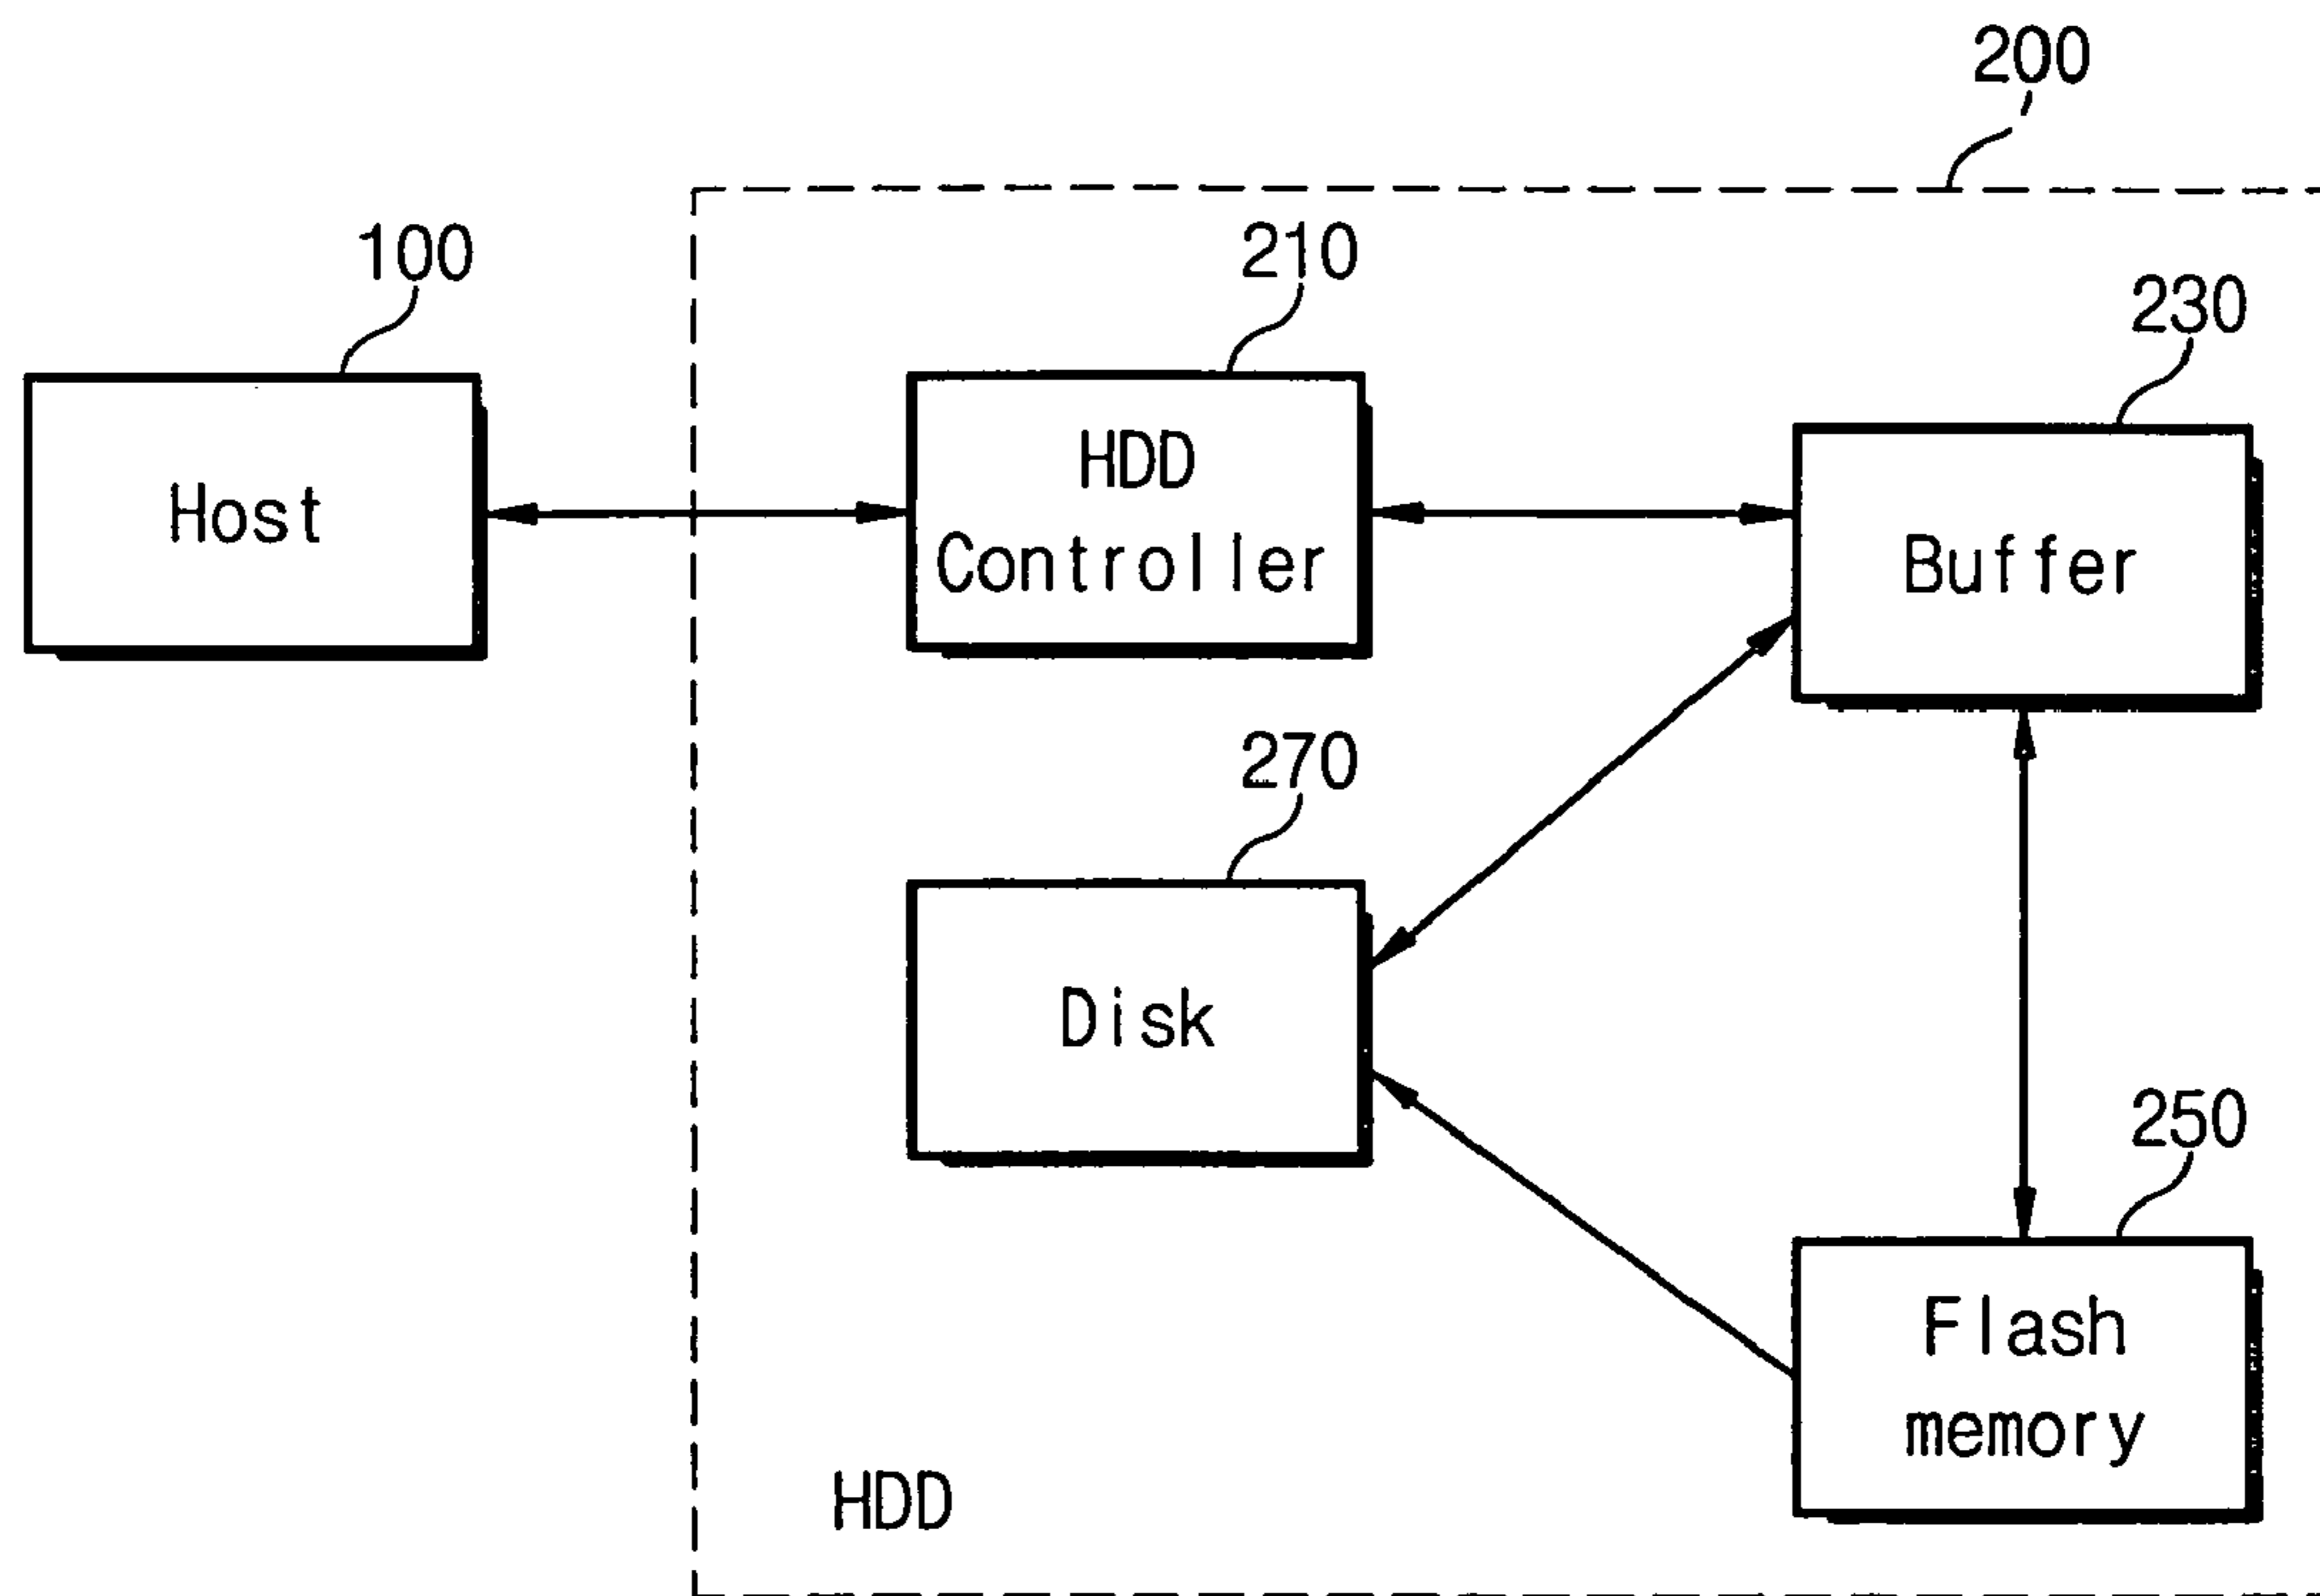 200
100
210
230
Host
HDD
Controller
Buffer
270
Disk
250
Flash
memory
HDD